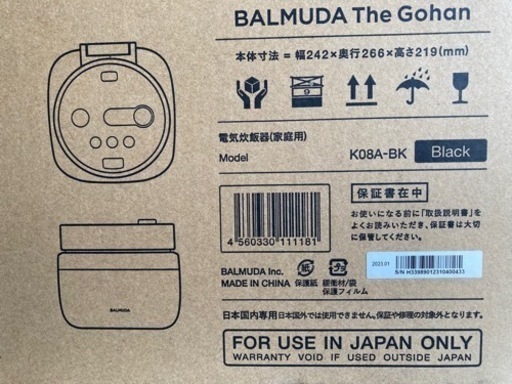 BALMUDA The Gohan
本体寸法 = 幅242×奥行266×高さ219(mm)
6
電気炊飯器(家庭用)
Model K08A-BK Black
4 560330 111181
保証書在中
お使いになる前に「取扱説明書」を
よくお読みいただき、保証書は大切
に保管してください。
BALMUDA
BALMUDA Inc.
MADE IN CHINA
紙
保護紙
プラ
緩衝材/袋
保護フィルム
2023.01
S/N H33989012310400433
日本国内専用 日本国外では使用できません。保証や修理の対象外となります。
FOR USE IN JAPAN ONLY
WARRANTY VOID IF USED OUTSIDE JAPAN